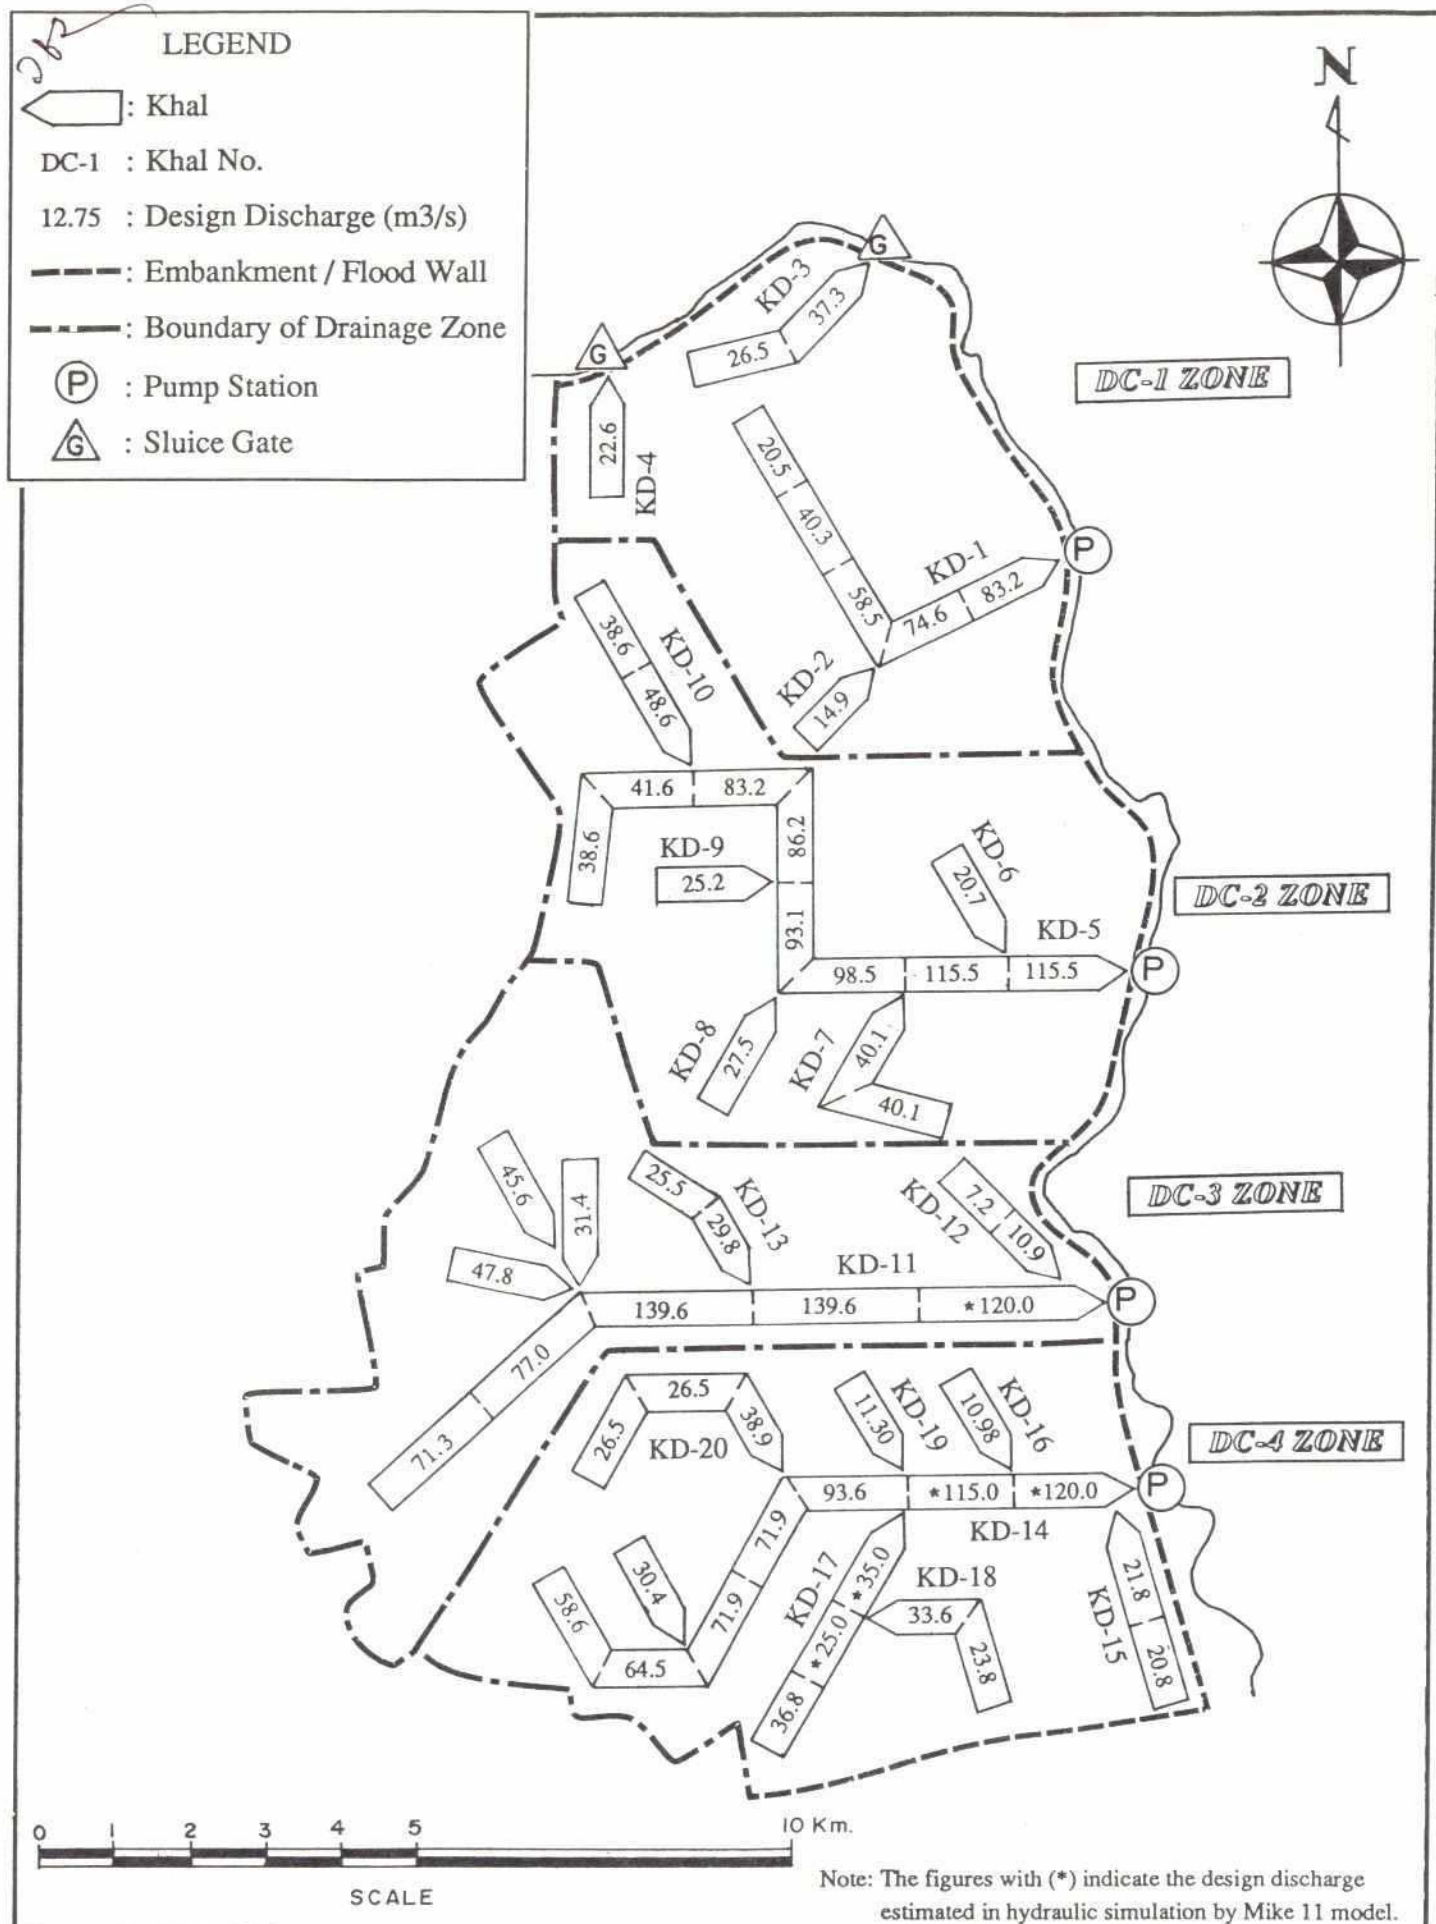 LEGEND
: Khal
DC-1 : Khal No.
12.75 : Design Discharge (m3/s)
: Embankment / Flood Wall
: Boundary of Drainage Zone
P : Pump Station
G : Sluice Gate
N
G
KD-3
37.3
26.5
G
22.6
KD-4
DC-1 ZONE
20.5
40.3
58.5
KD-1
74.6
83.2
P
KD-2
14.9
38.6
KD-10
48.6
41.6
83.2
38.6
KD-9
25.2
86.2
93.1
KD-6
20.7
KD-5
DC-2 ZONE
98.5
115.5
115.5
P
KD-8
27.5
KD-7
40.1
40.1
45.6
31.4
47.8
25.5
KD-13
29.8
7.2
KD-12
10.9
DC-3 ZONE
KD-11
139.6
139.6
*120.0
P
77.0
71.3
26.5
26.5
38.9
KD-20
11.30
KD-19
10.98
KD-16
DC-4 ZONE
93.6
*115.0
*120.0
P
KD-14
71.9
71.9
30.4
58.6
64.5
KD-17
*35.0
*25.0
36.8
KD-18
33.6
23.8
21.8
KD-15
20.8
0 1 2 3 4 5 10 Km.
SCALE
Note: The figures with (*) indicate the design discharge
estimated in hydraulic simulation by Mike 11 model.